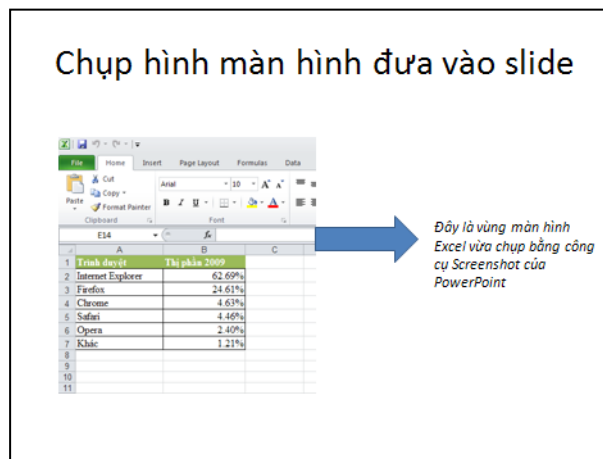 Chụp hình màn hình đưa vào slide
File Home Insert Page Layout Formulas Data
Cut
Copy
Format Painter
Paste
Clipboard
Arial 10 A A
B I U A
Font
E14 fx
A B C
1 Trình duyệt Thị phần 2009
2 Internet Explorer 62.69%
3 Firefox 24.61%
4 Chrome 4.63%
5 Safari 4.46%
6 Opera 2.40%
7 Khác 1.21%
8
9
10
11
Đây là vùng màn hình
Excel vừa chụp bằng công
cụ Screenshot của
PowerPoint